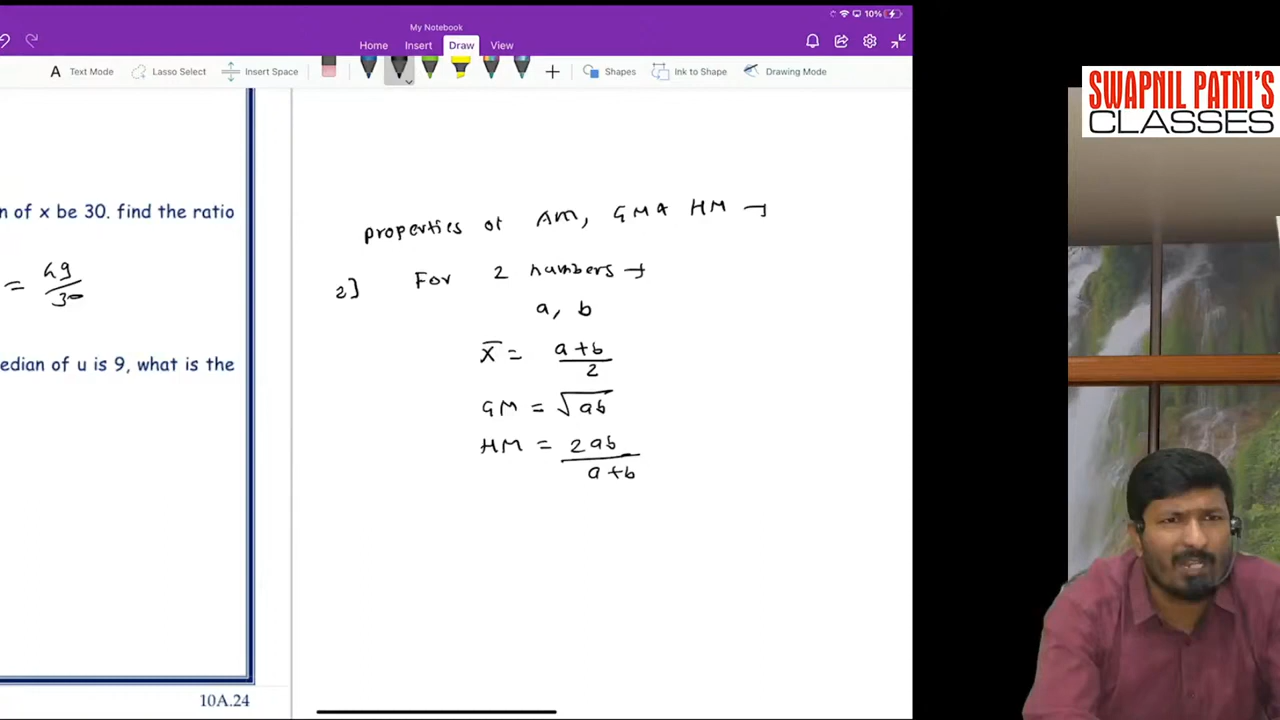 10%
My Notebook
Home Insert Draw View
Text Mode Lasso Select Insert Space Shapes Ink to Shape Drawing Mode
SWAPNIL PATNI'S
CLASSES
n of x be 30. find the ratio
= 49/30
edian of u is 9, what is the
10A.24
properties of AM, GM & HM →
2] For 2 numbers →
a, b
X̅ = a+b/2
GM = √ab
HM = 2ab/a+b